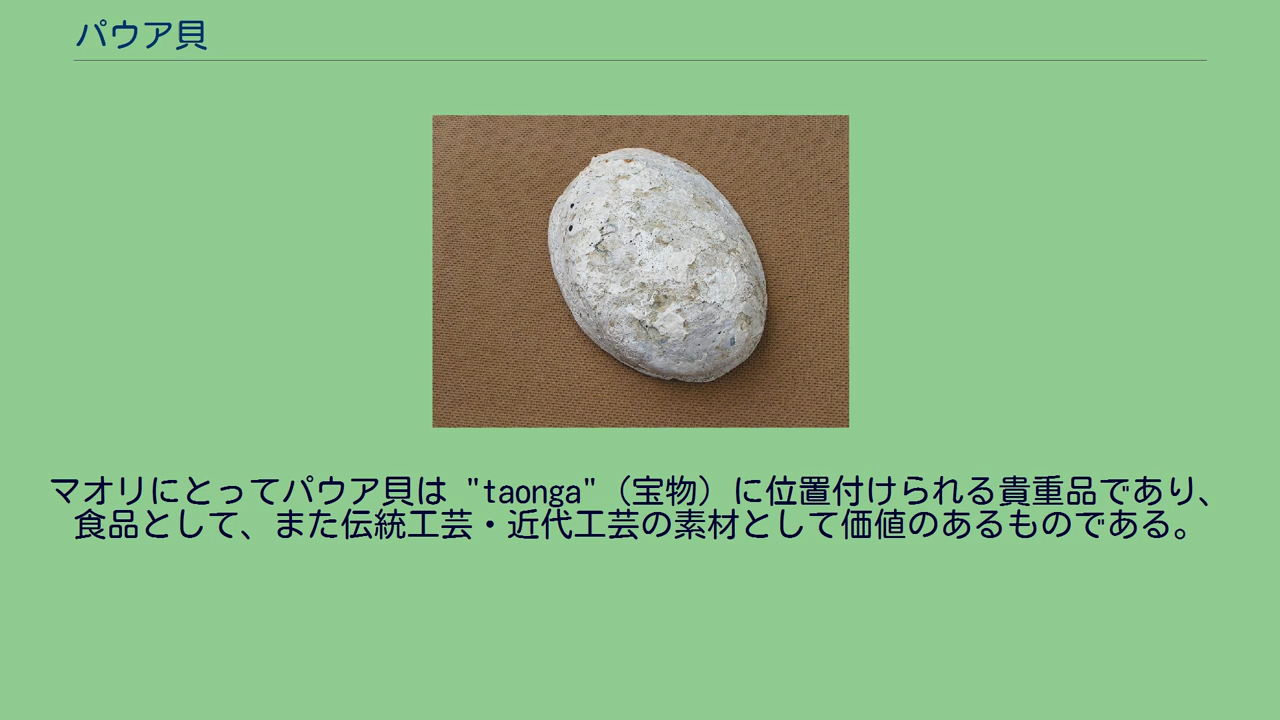 パウア貝
マオリにとってパウア貝は "taonga"（宝物）に位置付けられる貴重品であり、
食品として、また伝統工芸・近代工芸の素材として価値のあるものである。